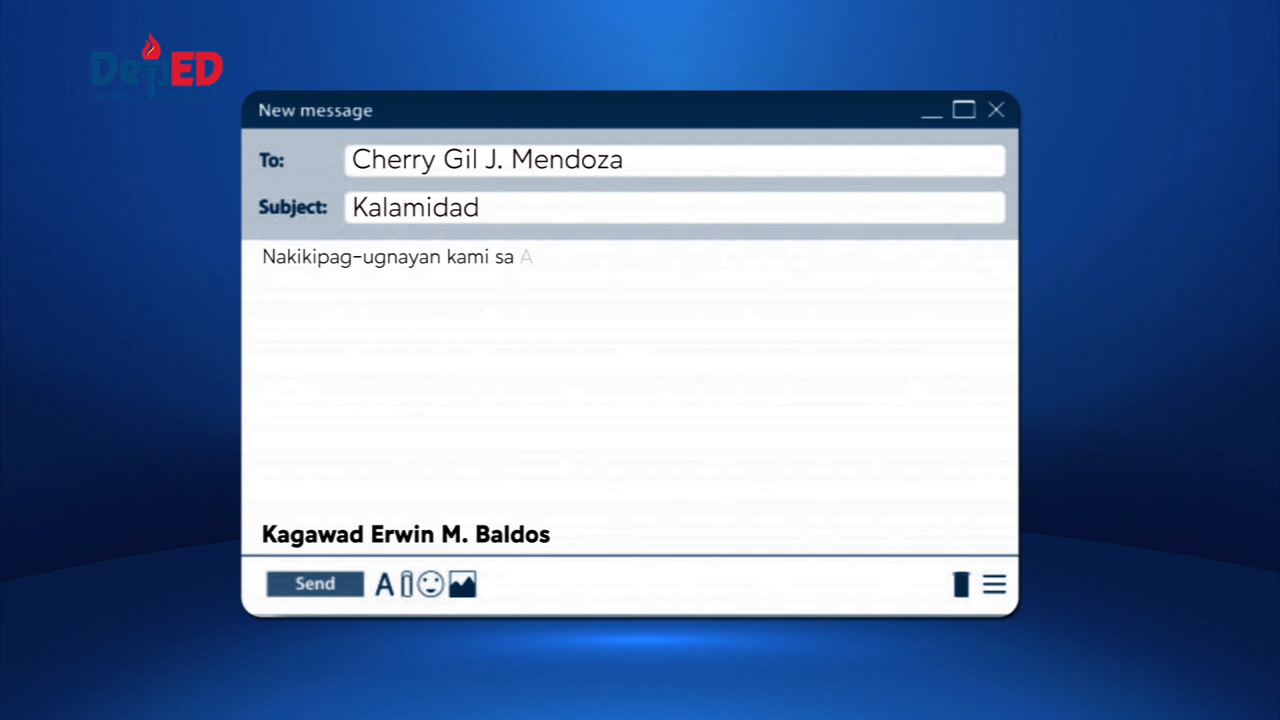 DepED
New message
To: Cherry Gil J. Mendoza
Subject: Kalamidad
Nakikipag-ugnayan kami sa A
Kagawad Erwin M. Baldos
Send A